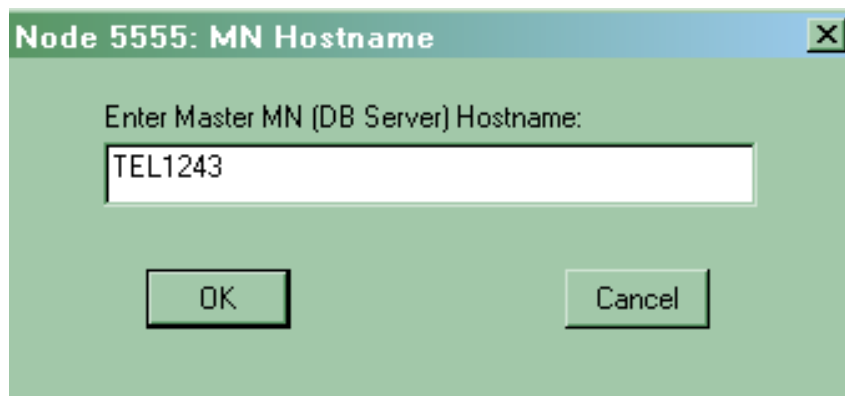 Node 5555: MN Hostname
Enter Master MN (DB Server) Hostname:
TEL1243
OK Cancel